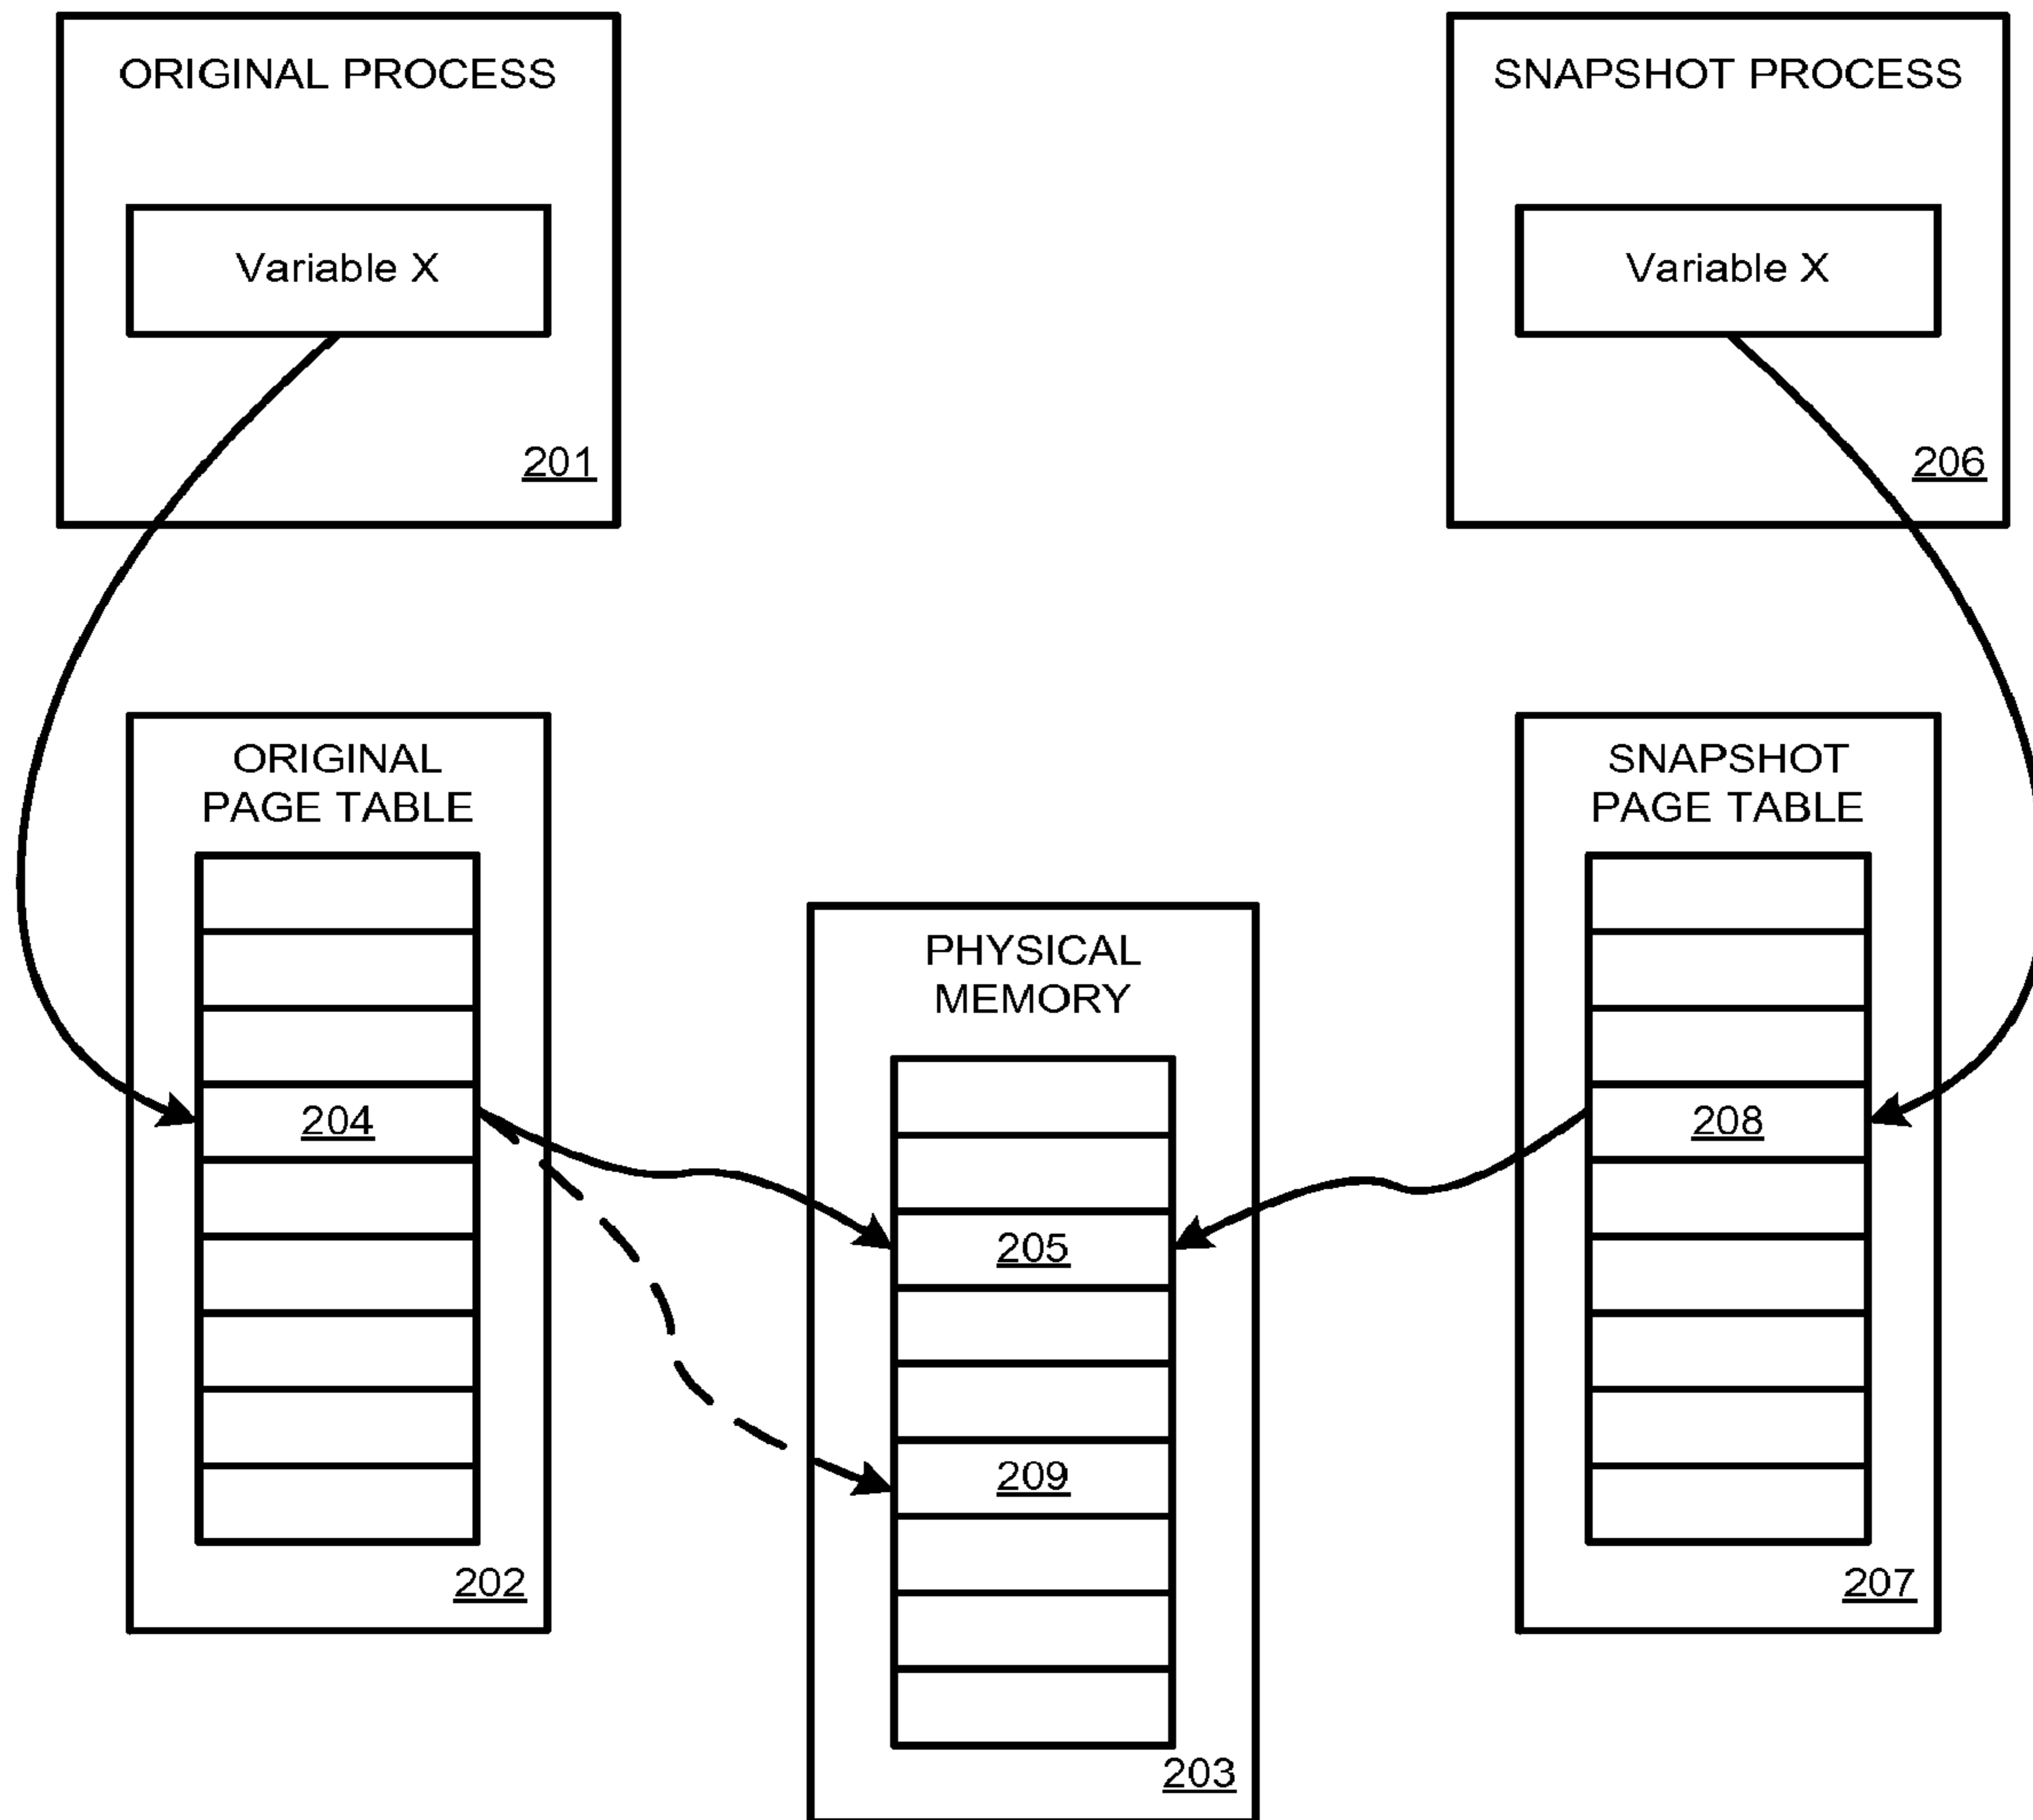 ORIGINAL PROCESS
Variable X
201
SNAPSHOT PROCESS
Variable X
206
ORIGINAL
PAGE TABLE
204
202
PHYSICAL
MEMORY
205
209
203
SNAPSHOT
PAGE TABLE
208
207